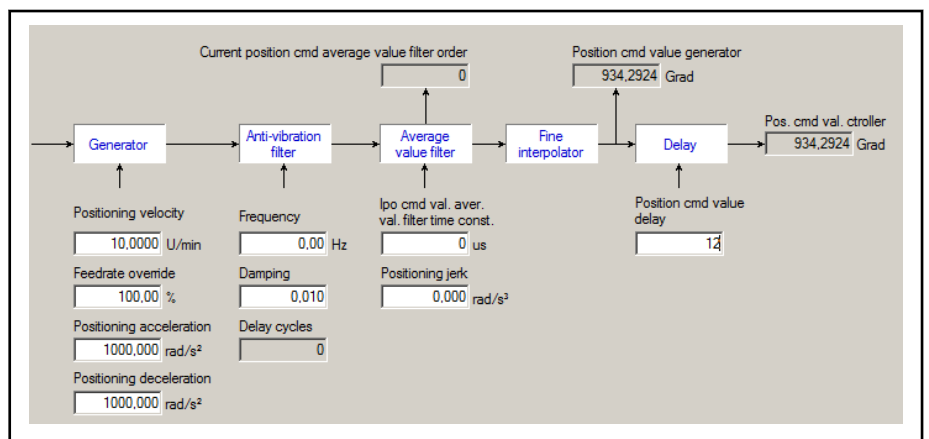 Current position cmd average value filter order
0
Position cmd value generator
934,2924 Grad
Pos. cmd val. ctroller
934,2924 Grad
Generator
Anti-vibration
filter
Average
value filter
Fine
interpolator
Delay
Positioning velocity
10,0000 U/min
Feedrate override
100,00 %
Positioning acceleration
1000,000 rad/s²
Positioning deceleration
1000,000 rad/s²
Frequency
0,00 Hz
Damping
0,010
Delay cycles
0
Ipo cmd val. aver.
val. filter time const.
0 us
Positioning jerk
0,000 rad/s³
Position cmd value
delay
12